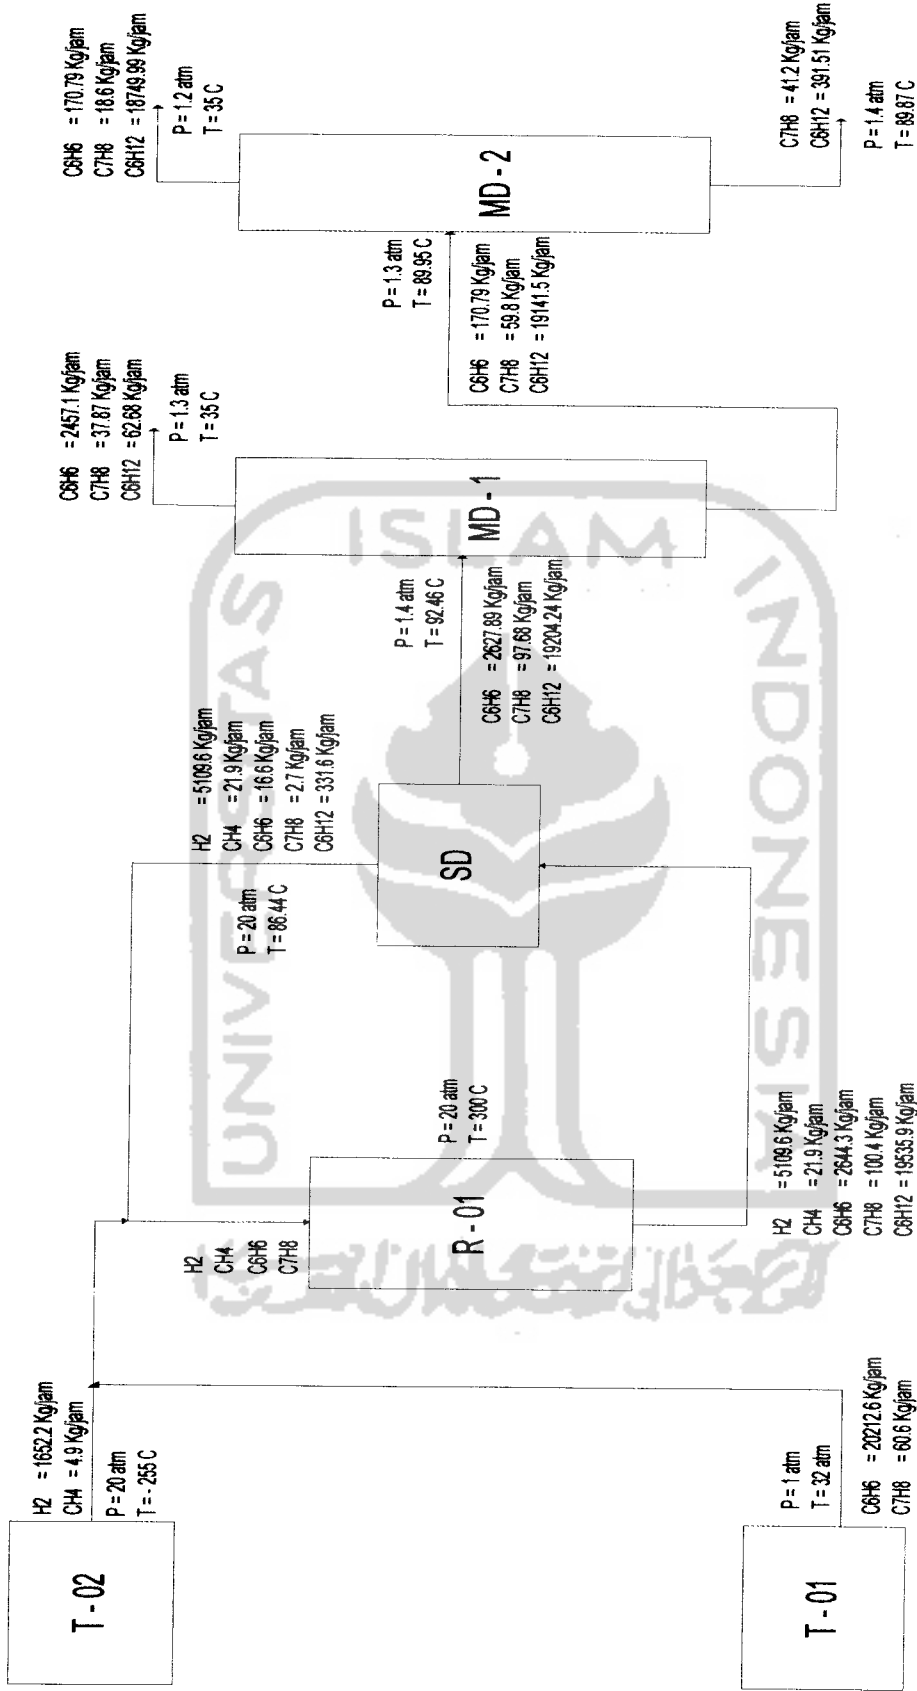 T - 02
H2 = 1652.2 Kg/jam
CH4 = 4.9 Kg/jam
P = 20 atm
T = - 255 C
T - 01
P = 1 atm
T = 32 atm
C6H6 = 20212.6 Kg/jam
C7H8 = 60.6 Kg/jam
H2
CH4
C6H6
C7H8
R - 01
P = 20 atm
T = 300 C
H2 = 5109.6 Kg/jam
CH4 = 21.9 Kg/jam
C6H6 = 2644.3 Kg/jam
C7H8 = 100.4 Kg/jam
C6H12 = 19535.9 Kg/jam
H2 = 5109.6 Kg/jam
CH4 = 21.9 Kg/jam
C6H6 = 16.6 Kg/jam
C7H8 = 2.7 Kg/jam
C6H12 = 331.6 Kg/jam
P = 20 atm
T = 86.44 C
SD
P = 1.4 atm
T = 92.46 C
C6H6 = 2627.89 Kg/jam
C7H8 = 97.68 Kg/jam
C6H12 = 19204.24 Kg/jam
MD - 1
C6H6 = 2457.1 Kg/jam
C7H8 = 37.87 Kg/jam
C6H12 = 62.68 Kg/jam
P = 1.3 atm
T = 35 C
P = 1.3 atm
T = 89.95 C
C6H6 = 170.79 Kg/jam
C7H8 = 59.8 Kg/jam
C6H12 = 19141.5 Kg/jam
MD - 2
C6H6 = 170.79 Kg/jam
C7H8 = 18.6 Kg/jam
C6H12 = 18749.99 Kg/jam
P = 1.2 atm
T = 35 C
C7H8 = 41.2 Kg/jam
C6H12 = 391.51 Kg/jam
P = 1.4 atm
T = 89.87 C
UNIVERSITAS
ISLAM
INDONESIA